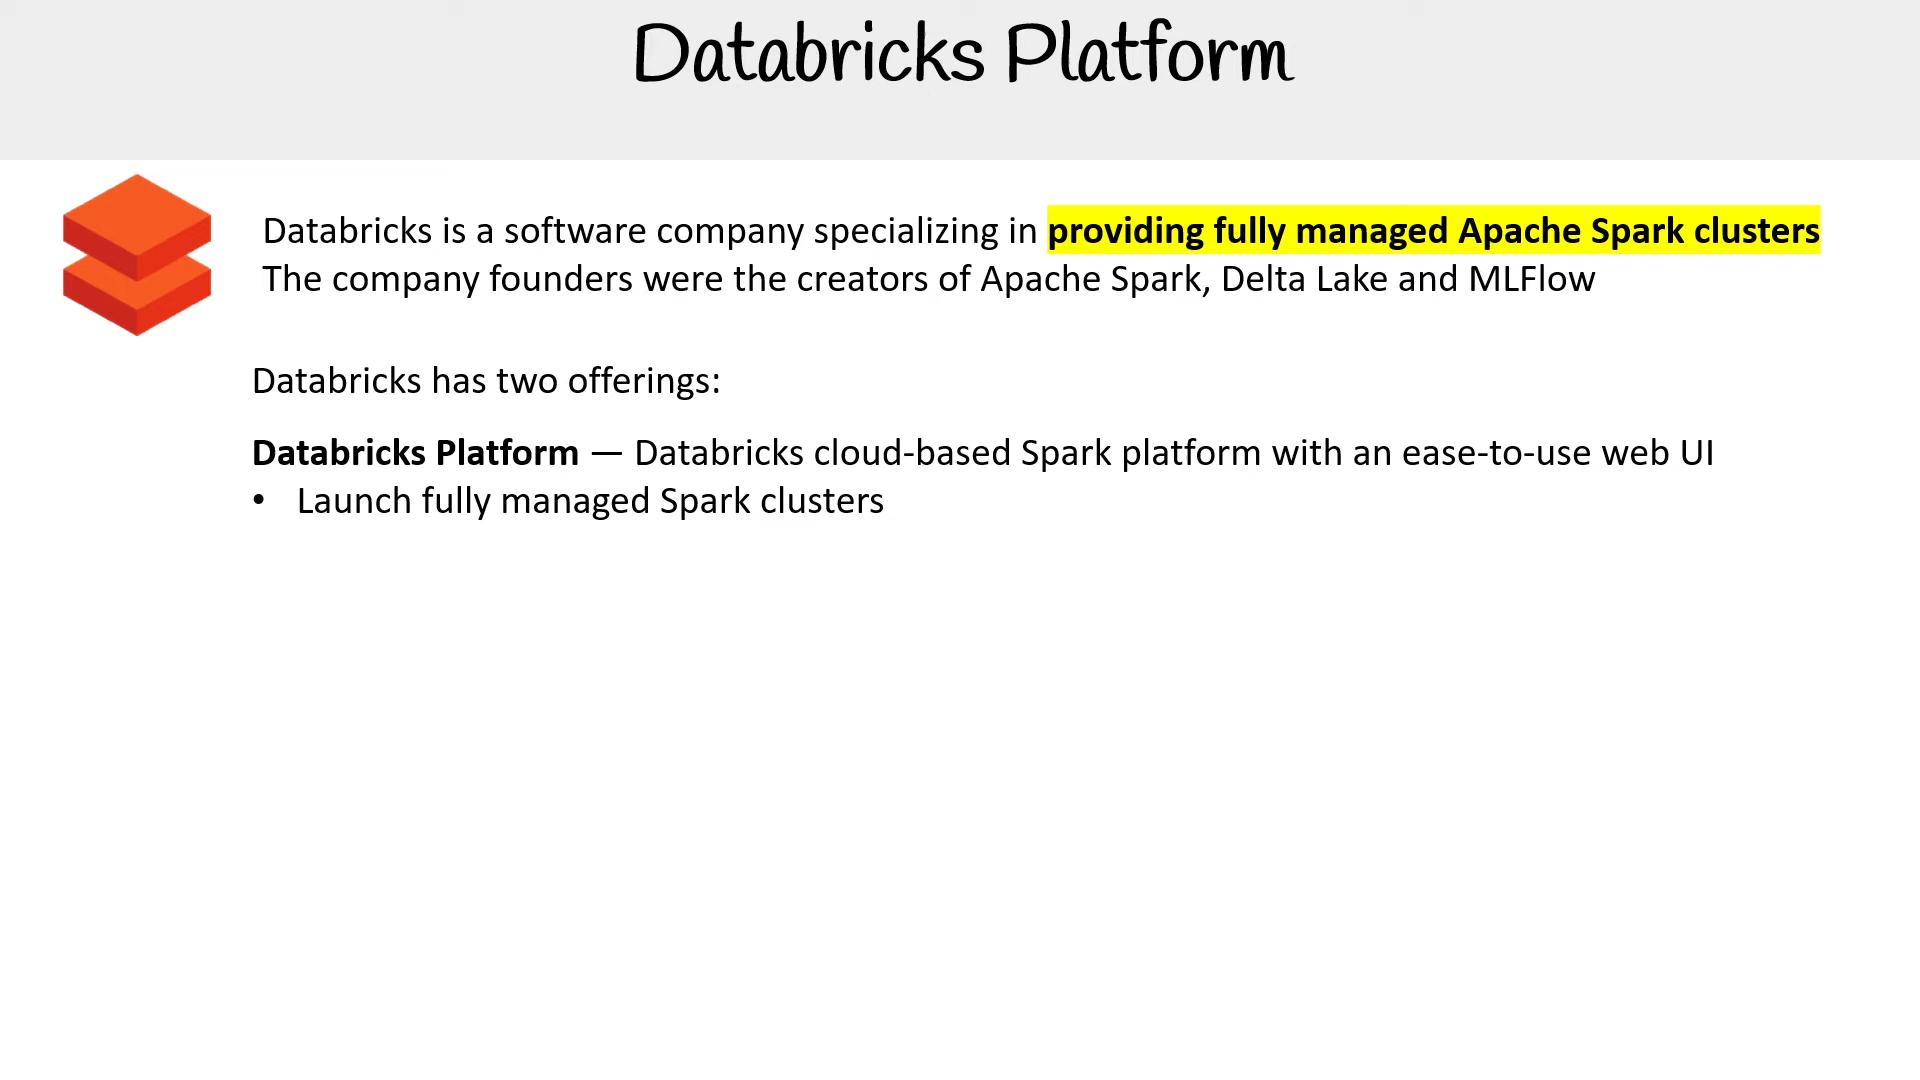 Databricks Platform
Databricks is a software company specializing in providing fully managed Apache Spark clusters
The company founders were the creators of Apache Spark, Delta Lake and MLFlow
Databricks has two offerings:
Databricks Platform — Databricks cloud-based Spark platform with an ease-to-use web UI
• Launch fully managed Spark clusters